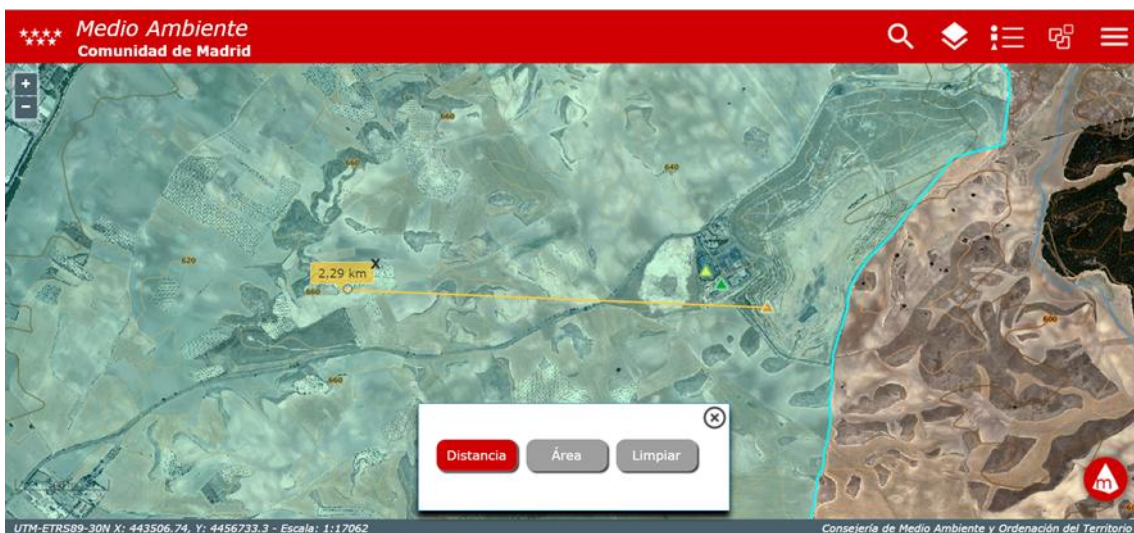 Medio Ambiente
Comunidad de Madrid
+
−
660
660
640
620
2,29 km
X
660
600
660
Distancia
Área
Limpiar
m
UTM-ETRS89-30N X: 443506.74, Y: 4456733.3 - Escala: 1:17062
Consejería de Medio Ambiente y Ordenación del Territorio